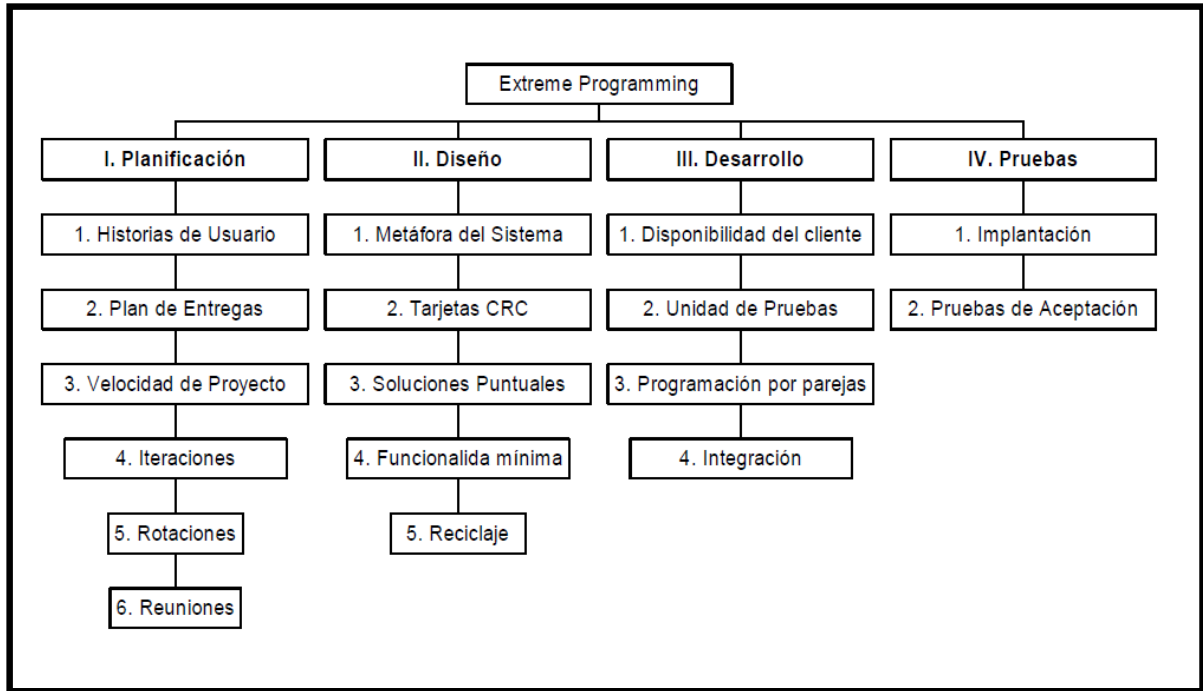 Extreme Programming
I. Planificación
II. Diseño
III. Desarrollo
IV. Pruebas
1. Historias de Usuario
1. Metáfora del Sistema
1. Disponibilidad del cliente
1. Implantación
2. Plan de Entregas
2. Tarjetas CRC
2. Unidad de Pruebas
2. Pruebas de Aceptación
3. Velocidad de Proyecto
3. Soluciones Puntuales
3. Programación por parejas
4. Iteraciones
4. Funcionalida mínima
4. Integración
5. Rotaciones
5. Reciclaje
6. Reuniones